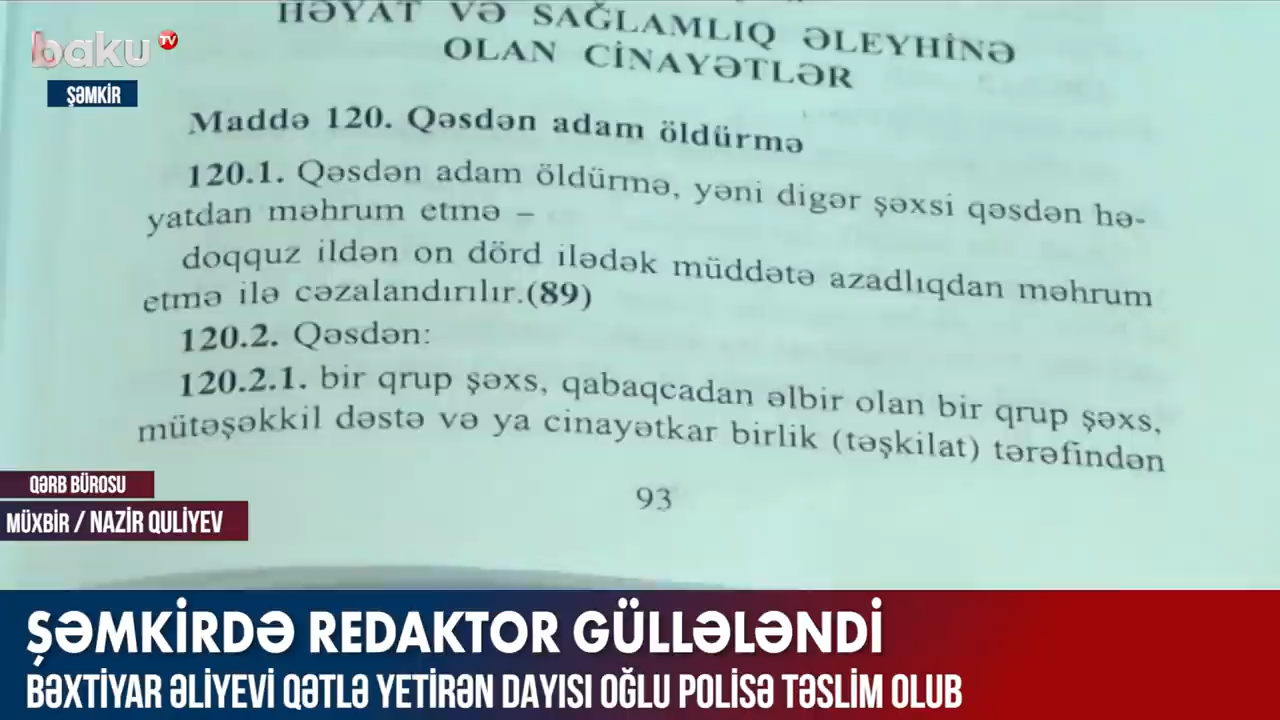 HƏYAT VƏ SAĞLAMLIQ ƏLEYHİNƏ
OLAN CİNAYƏTLƏR
baku TV
ŞƏMKİR
Maddə 120. Qəsdən adam öldürmə
120.1. Qəsdən adam öldürmə, yəni digər şəxsi qəsdən hə-
yatdan məhrum etmə –
doqquz ildən on dörd ilədək müddətə azadlıqdan məhrum
etmə ilə cəzalandırılır.(89)
120.2. Qəsdən:
120.2.1. bir qrup şəxs, qabaqcadan əlbir olan bir qrup şəxs,
mütəşəkkil dəstə və ya cinayətkar birlik (təşkilat) tərəfindən
93
QƏRB BÜROSU
MÜXBİR / NAZİR QULİYEV
ŞƏMKİRDƏ REDAKTOR GÜLLƏLƏNDİ
BƏXTİYAR ƏLİYEVİ QƏTLƏ YETİRƏN DAYISI OĞLU POLİSƏ TƏSLİM OLUB